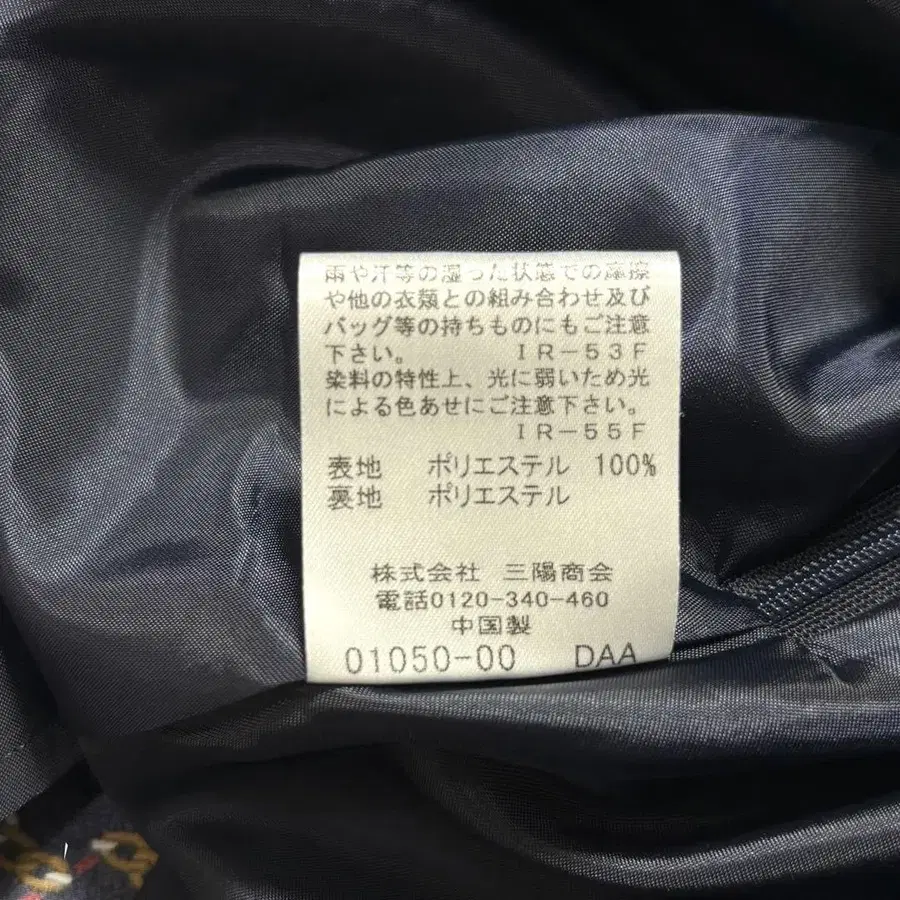 雨や汗等の湿った状態での摩擦
や他の衣類との組み合わせ及び
バッグ等の持ちものにもご注意
下さい。 IR-53F
染料の特性上、光に弱いため光
による色あせにご注意下さい。
IR-55F
表地 ポリエステル 100%
裏地 ポリエステル
株式会社 三陽商会
電話0120-340-460
中国製
01050-00 DAA